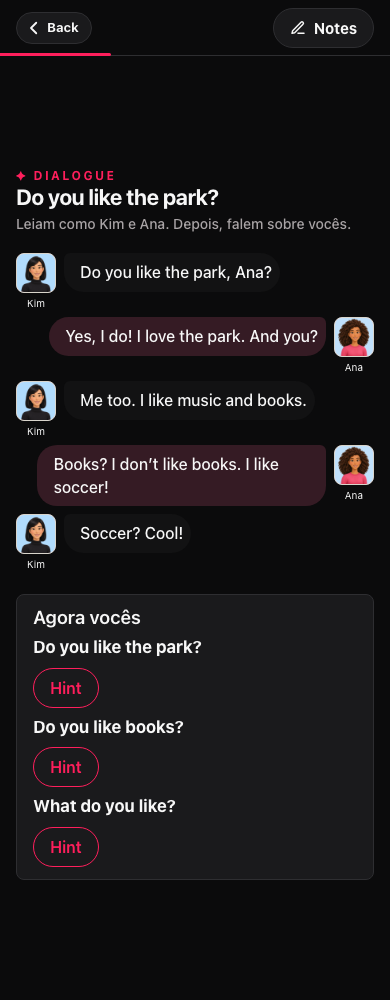 Back
Notes
DIALOGUE
Do you like the park?
Leiam como Kim e Ana. Depois, falem sobre vocês.
Do you like the park, Ana?
Kim
Yes, I do! I love the park. And you?
Ana
Me too. I like music and books.
Kim
Books? I don’t like books. I like
soccer!
Ana
Soccer? Cool!
Kim
Agora vocês
Do you like the park?
Hint
Do you like books?
Hint
What do you like?
Hint